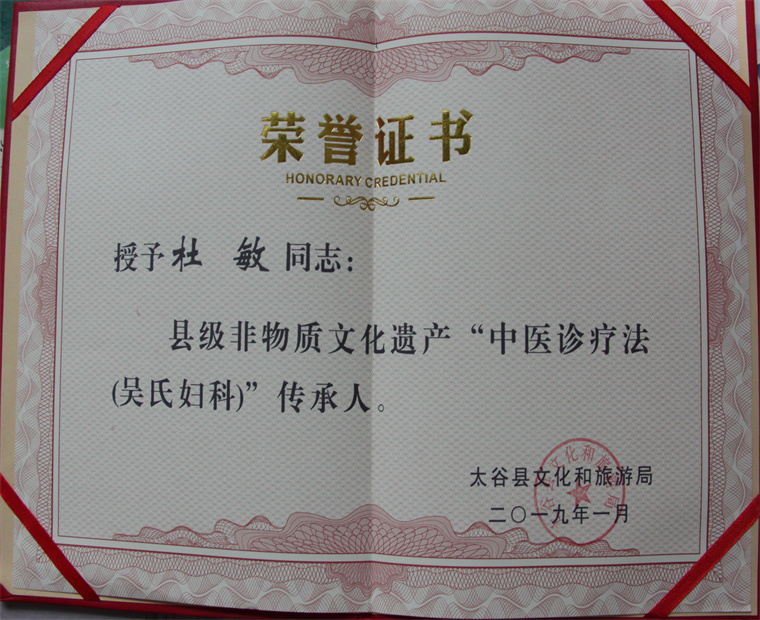 荣誉证书
HONORARY CREDENTIAL
授予杜 敏 同志：
县级非物质文化遗产“中医诊疗法
(吴氏妇科)”传承人。
太谷县文化和旅游局
二〇一九年一月